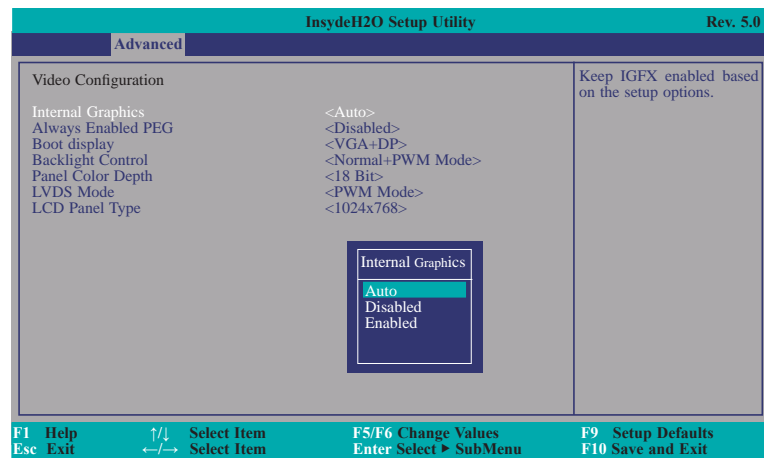 InsydeH2O Setup Utility Rev. 5.0
Advanced
Video Configuration
Internal Graphics <Auto>
Always Enabled PEG <Disabled>
Boot display <VGA+DP>
Backlight Control <Normal+PWM Mode>
Panel Color Depth <18 Bit>
LVDS Mode <PWM Mode>
LCD Panel Type <1024x768>
Keep IGFX enabled based
on the setup options.
Internal Graphics
Auto
Disabled
Enabled
F1 Help ↑/↓ Select Item F5/F6 Change Values F9 Setup Defaults
Esc Exit ←/→ Select Item Enter Select ► SubMenu F10 Save and Exit